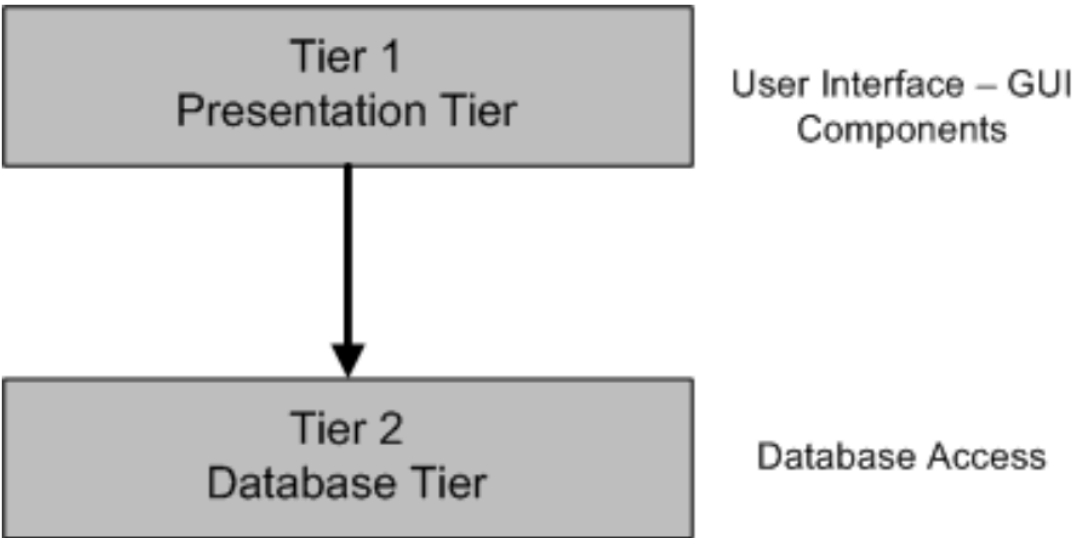 Tier 1
Presentation Tier
User Interface – GUI
Components
Tier 2
Database Tier
Database Access